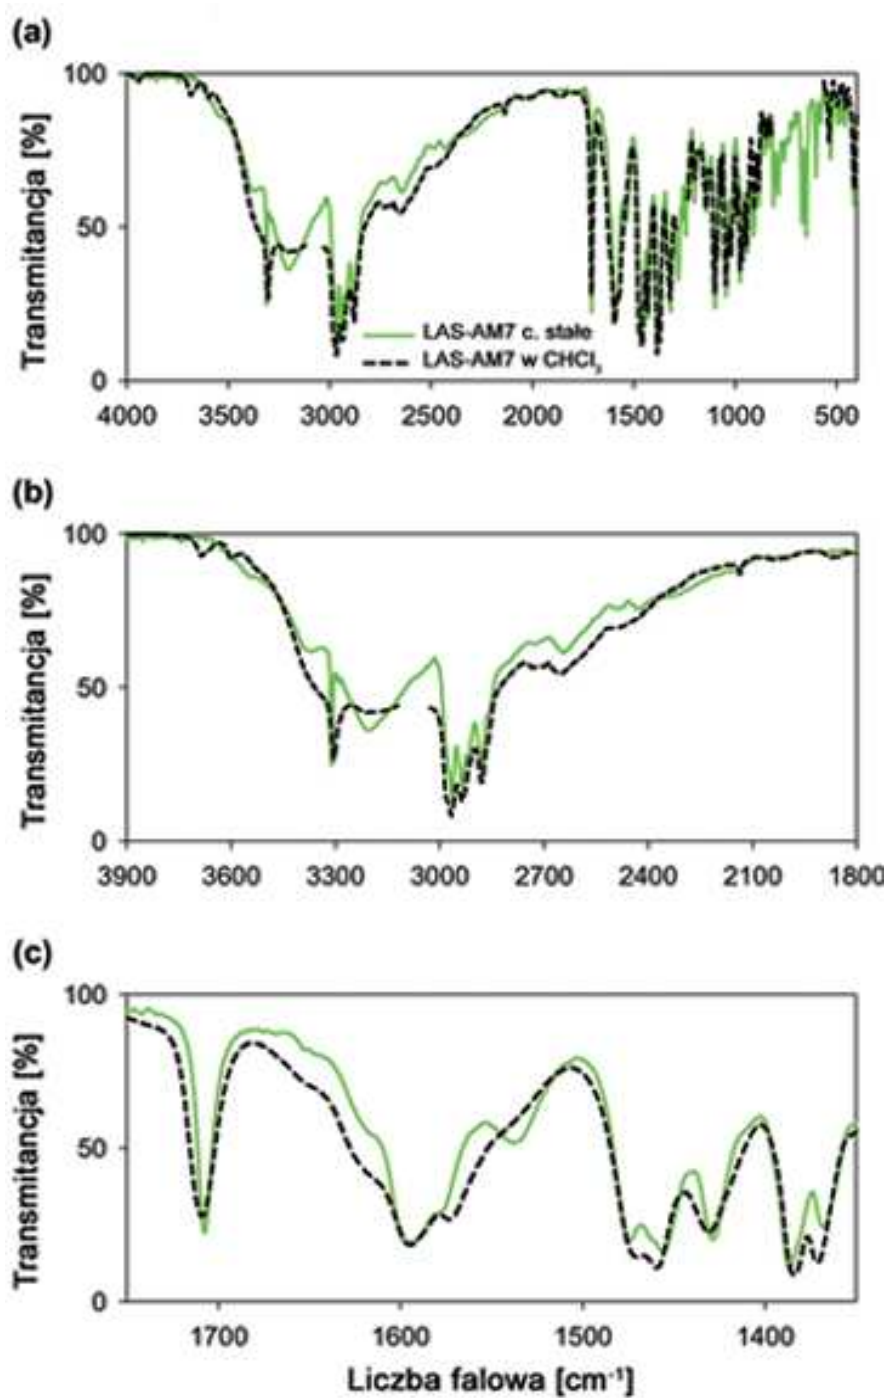 (a)
100
50
0
Transmitancja [%]
LAS-AM7 c. stałe
LAS-AM7 w CHCl₃
4000 3500 3000 2500 2000 1500 1000 500
(b)
100
50
0
Transmitancja [%]
3900 3600 3300 3000 2700 2400 2100 1800
(c)
100
50
0
Transmitancja [%]
1700 1600 1500 1400
Liczba falowa [cm⁻¹]